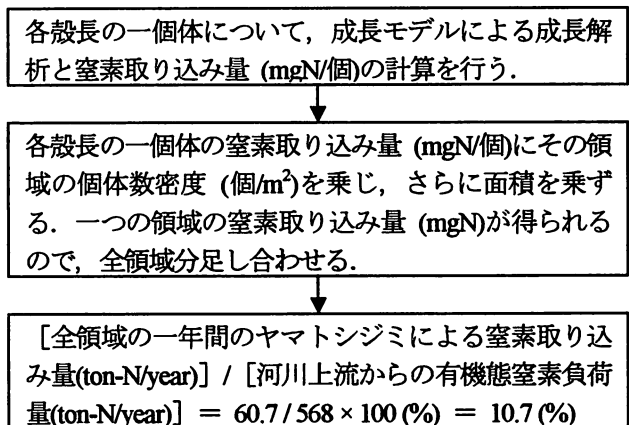 各殻長の一個体について，成長モデルによる成長解
析と窒素取り込み量 (mgN/個)の計算を行う．
各殻長の一個体の窒素取り込み量 (mgN/個)にその領
域の個体数密度 (個/m²)を乗じ，さらに面積を乗ず
る．一つの領域の窒素取り込み量 (mgN)が得られる
ので，全領域分足し合わせる．
［全領域の一年間のヤマトシジミによる窒素取り込
み量(ton-N/year)］/［河川上流からの有機態窒素負荷
量(ton-N/year)］＝ 60.7 / 568 × 100 (%) ＝ 10.7 (%)